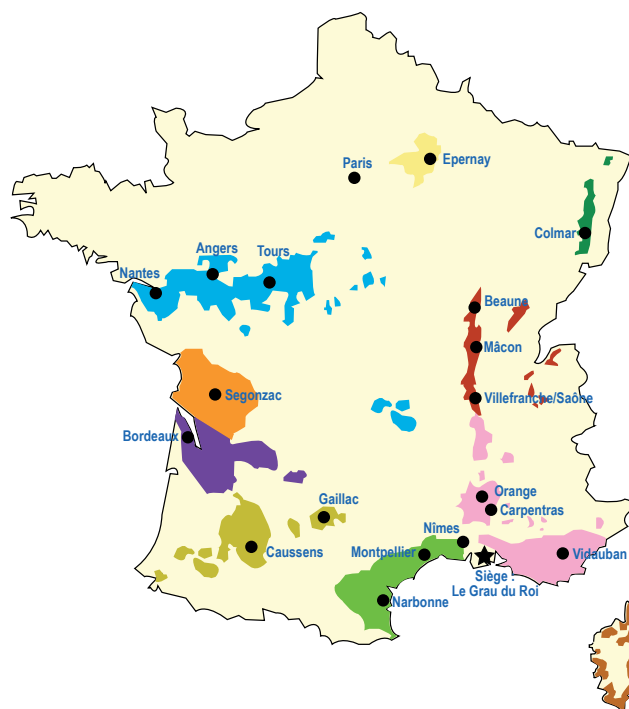 Paris
Epernay
Colmar
Angers
Tours
Nantes
Beaune
Mâcon
Segonzac
Villefranche/Saône
Bordeaux
Orange
Gaillac
Carpentras
Nîmes
Caussens
Montpellier
Vidauban
Siège :
Le Grau du Roi
Narbonne